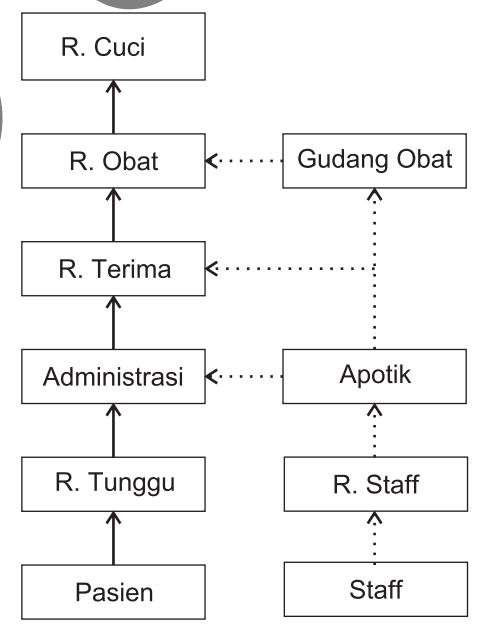 R. Cuci
R. Obat
Gudang Obat
R. Terima
Administrasi
Apotik
R. Tunggu
R. Staff
Pasien
Staff